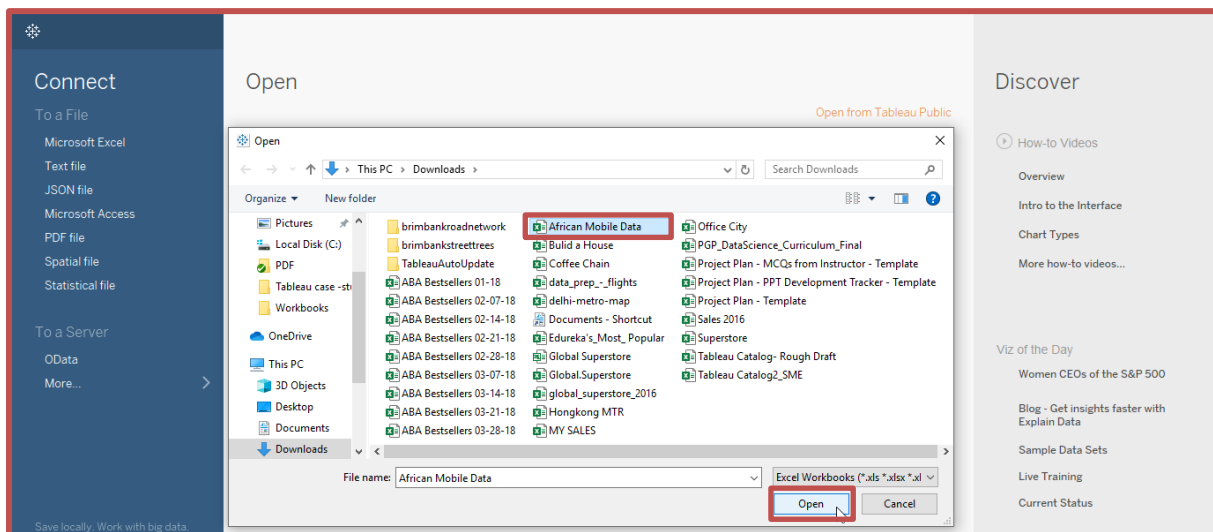 Connect
To a File
Microsoft Excel
Text file
JSON file
Microsoft Access
PDF file
Spatial file
Statistical file
To a Server
OData
More...
Save locally. Work with big data.
Open
Open from Tableau Public
Open
This PC > Downloads >
Search Downloads
Organize
New folder
Pictures
Local Disk (C:)
PDF
Tableau case -stu
Workbooks
OneDrive
This PC
3D Objects
Desktop
Documents
Downloads
brimbankroadnetwork
brimbankstreettrees
TableauAutoUpdate
ABA Bestsellers 01-18
ABA Bestsellers 02-07-18
ABA Bestsellers 02-14-18
ABA Bestsellers 02-21-18
ABA Bestsellers 02-28-18
ABA Bestsellers 03-07-18
ABA Bestsellers 03-14-18
ABA Bestsellers 03-21-18
ABA Bestsellers 03-28-18
African Mobile Data
Bulid a House
Coffee Chain
data_prep_-_flights
delhi-metro-map
Documents - Shortcut
Edureka's_Most_ Popular
Global Superstore
Global.Superstore
global_superstore_2016
Hongkong MTR
MY SALES
Office City
PGP_DataScience_Curriculum_Final
Project Plan - MCQs from Instructor - Template
Project Plan - PPT Development Tracker - Template
Project Plan - Template
Sales 2016
Superstore
Tableau Catalog- Rough Draft
Tableau Catalog2_SME
File name: African Mobile Data
Excel Workbooks (*.xls *.xlsx *.xl
Open
Cancel
Discover
How-to Videos
Overview
Intro to the Interface
Chart Types
More how-to videos...
Viz of the Day
Women CEOs of the S&P 500
Blog - Get insights faster with
Explain Data
Sample Data Sets
Live Training
Current Status